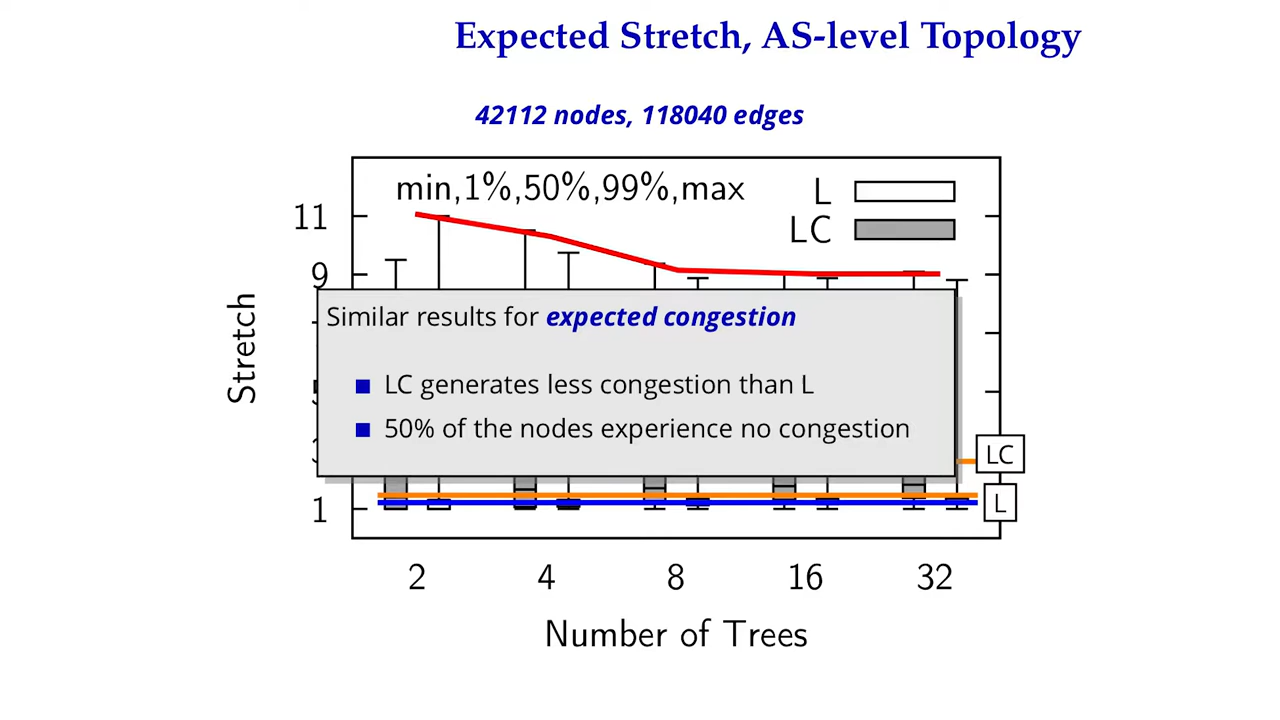 Expected Stretch, AS-level Topology
42112 nodes, 118040 edges
min,1%,50%,99%,max
L
LC
11
9
Similar results for expected congestion
LC generates less congestion than L
50% of the nodes experience no congestion
Stretch
LC
L
1
2 4 8 16 32
Number of Trees